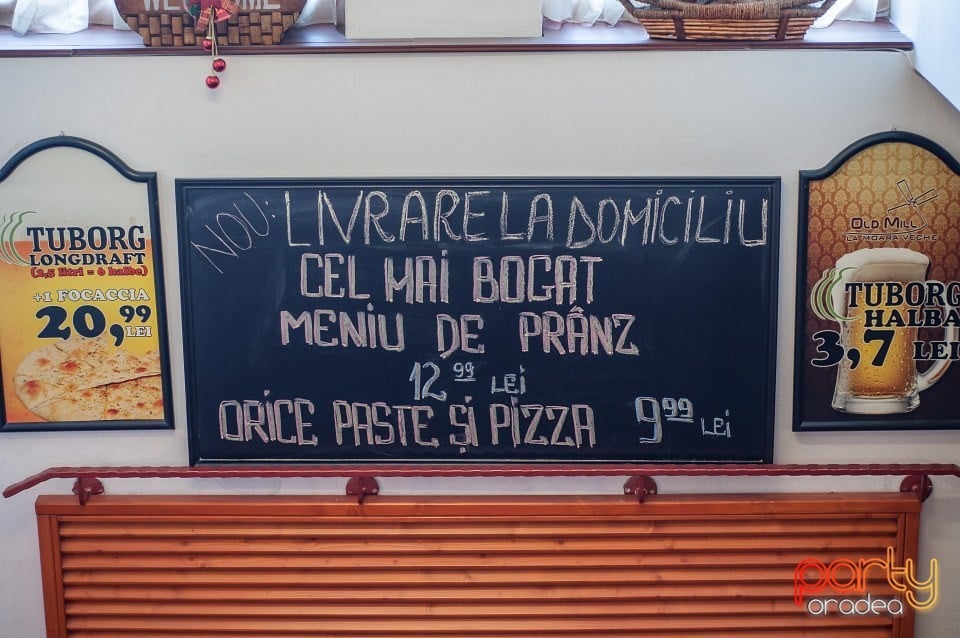 WELCOME
TUBORG
LONGDRAFT
(2,5 litri = 6 halbe)
+1 FOCACCIA
20,99
LEI
NOU: LIVRARE LA DOMICILIU
CEL MAI BOGAT
MENIU DE PRÂNZ
12 99 LEI
ORICE PASTE ȘI PIZZA 9 99 LEI
OLD MILL
LA MOARA VECHE
TUBORG
HALBA
3,7 LEI
party
oradea